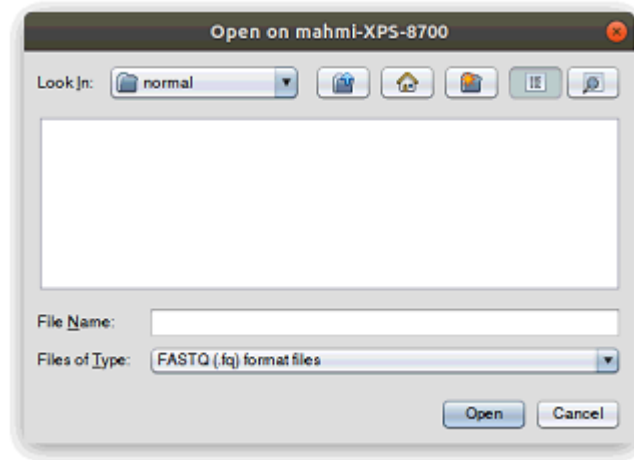 Open on mahmi-XPS-8700
Look In: normal
File Name:
Files of Type: FASTQ (.fq) format files
Open Cancel